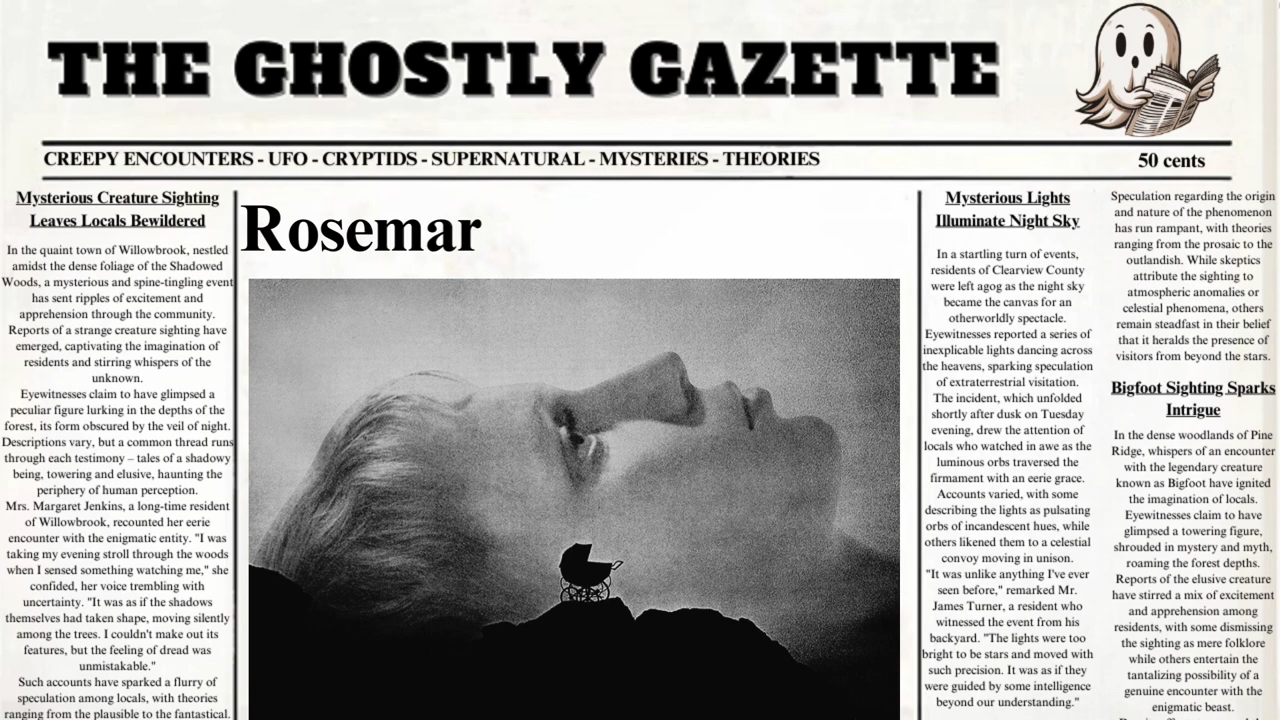 THE GHOSTLY GAZETTE
CREEPY ENCOUNTERS - UFO - CRYPTIDS - SUPERNATURAL - MYSTERIES - THEORIES
50 cents
Mysterious Creature Sighting
Leaves Locals Bewildered
In the quaint town of Willowbrook, nestled
amidst the dense foliage of the Shadowed
Woods, a mysterious and spine-tingling event
has sent ripples of excitement and
apprehension through the community.
Reports of a strange creature sighting have
emerged, captivating the imagination of
residents and stirring whispers of the
unknown.
Eyewitnesses claim to have glimpsed a
peculiar figure lurking in the depths of the
forest, its form obscured by the veil of night.
Descriptions vary, but a common thread runs
through each testimony – tales of a shadowy
being, towering and elusive, haunting the
periphery of human perception.
Mrs. Margaret Jenkins, a long-time resident
of Willowbrook, recounted her eerie
encounter with the enigmatic entity. "I was
taking my evening stroll through the woods
when I sensed something watching me," she
confided, her voice trembling with
uncertainty. "It was as if the shadows
themselves had taken shape, moving silently
among the trees. I couldn't make out its
features, but the feeling of dread was
unmistakable."
Such accounts have sparked a flurry of
speculation among locals, with theories
ranging from the plausible to the fantastical.
Rosemar
Mysterious Lights
Illuminate Night Sky
In a startling turn of events,
residents of Clearview County
were left agog as the night sky
became the canvas for an
otherworldly spectacle.
Eyewitnesses reported a series of
inexplicable lights dancing across
the heavens, sparking speculation
of extraterrestrial visitation.
The incident, which unfolded
shortly after dusk on Tuesday
evening, drew the attention of
locals who watched in awe as the
luminous orbs traversed the
firmament with an eerie grace.
Accounts varied, with some
describing the lights as pulsating
orbs of incandescent hues, while
others likened them to a celestial
convoy moving in unison.
"It was unlike anything I've ever
seen before," remarked Mr.
James Turner, a resident who
witnessed the event from his
backyard. "The lights were too
bright to be stars and moved with
such precision. It was as if they
were guided by some intelligence
beyond our understanding."
Speculation regarding the origin
and nature of the phenomenon
has run rampant, with theories
ranging from the prosaic to the
outlandish. While skeptics
attribute the sighting to
atmospheric anomalies or
celestial phenomena, others
remain steadfast in their belief
that it heralds the presence of
visitors from beyond the stars.
Bigfoot Sighting Sparks
Intrigue
In the dense woodlands of Pine
Ridge, whispers of an encounter
with the legendary creature
known as Bigfoot have ignited
the imagination of locals.
Eyewitnesses claim to have
glimpsed a towering figure,
shrouded in mystery and myth,
roaming the forest depths.
Reports of the elusive creature
have stirred a mix of excitement
and apprehension among
residents, with some dismissing
the sighting as mere folklore
while others entertain the
tantalizing possibility of a
genuine encounter with the
enigmatic beast.